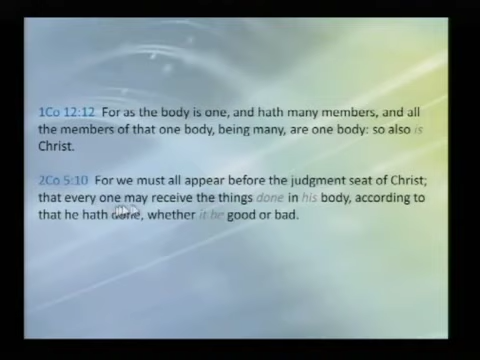 1Co 12:12 For as the body is one, and hath many members, and all
the members of that one body, being many, are one body: so also is
Christ.
2Co 5:10 For we must all appear before the judgment seat of Christ;
that every one may receive the things done in his body, according to
that he hath done, whether it be good or bad.